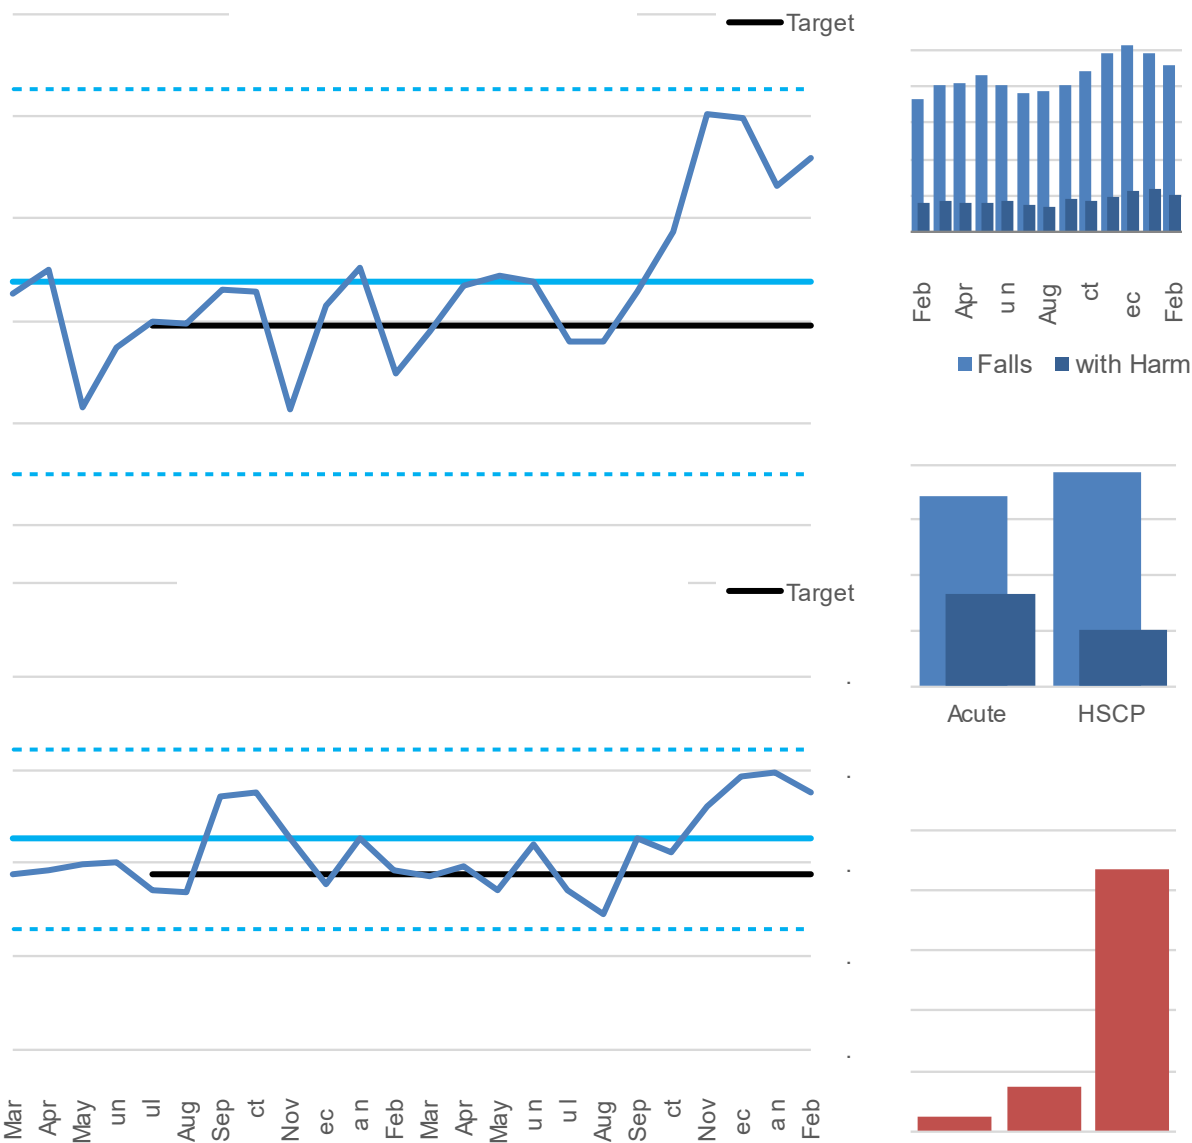 Target
Feb
Apr
u n
Aug
ct
ec
Feb
Falls
with Harm
Target
Acute
HSCP
Mar
Apr
May
un
ul
Aug
Sep
ct
Nov
ec
a n
Feb
Mar
Apr
May
u n
u l
Aug
Sep
ct
Nov
ec
a n
Feb